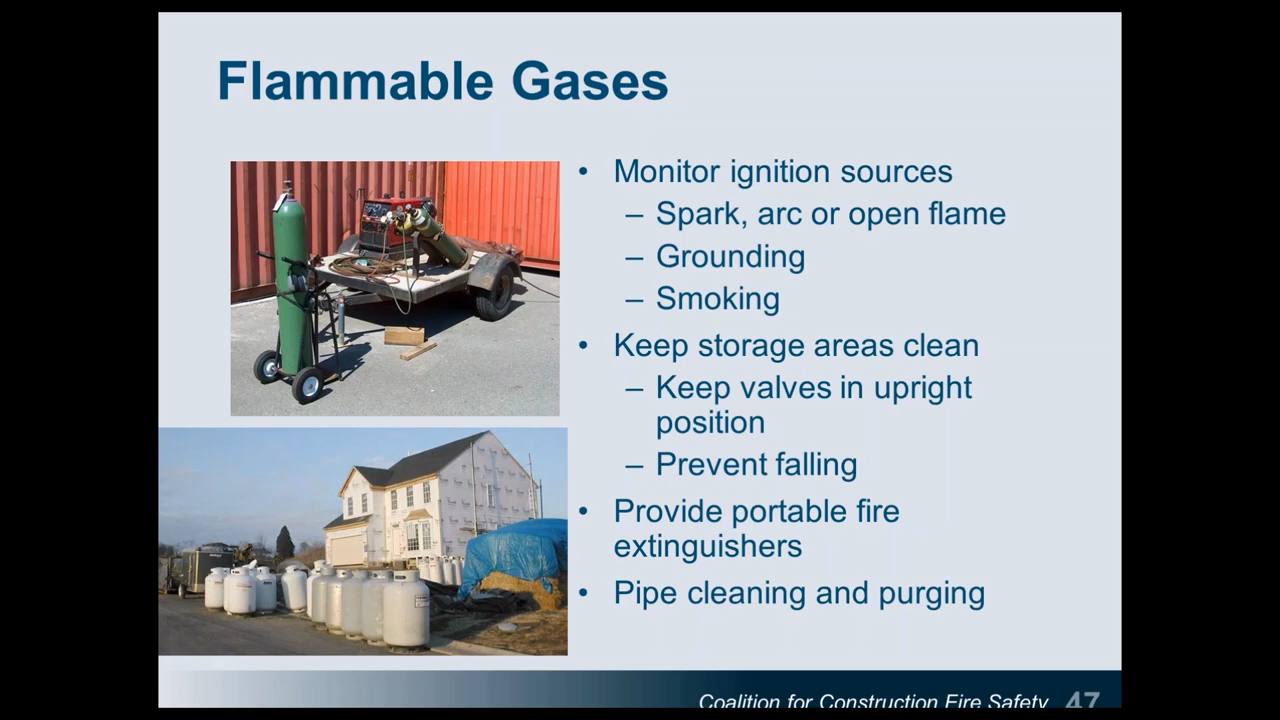 Flammable Gases
• Monitor ignition sources
– Spark, arc or open flame
– Grounding
– Smoking
• Keep storage areas clean
– Keep valves in upright
position
– Prevent falling
• Provide portable fire
extinguishers
• Pipe cleaning and purging
Coalition for Construction Fire Safety 47